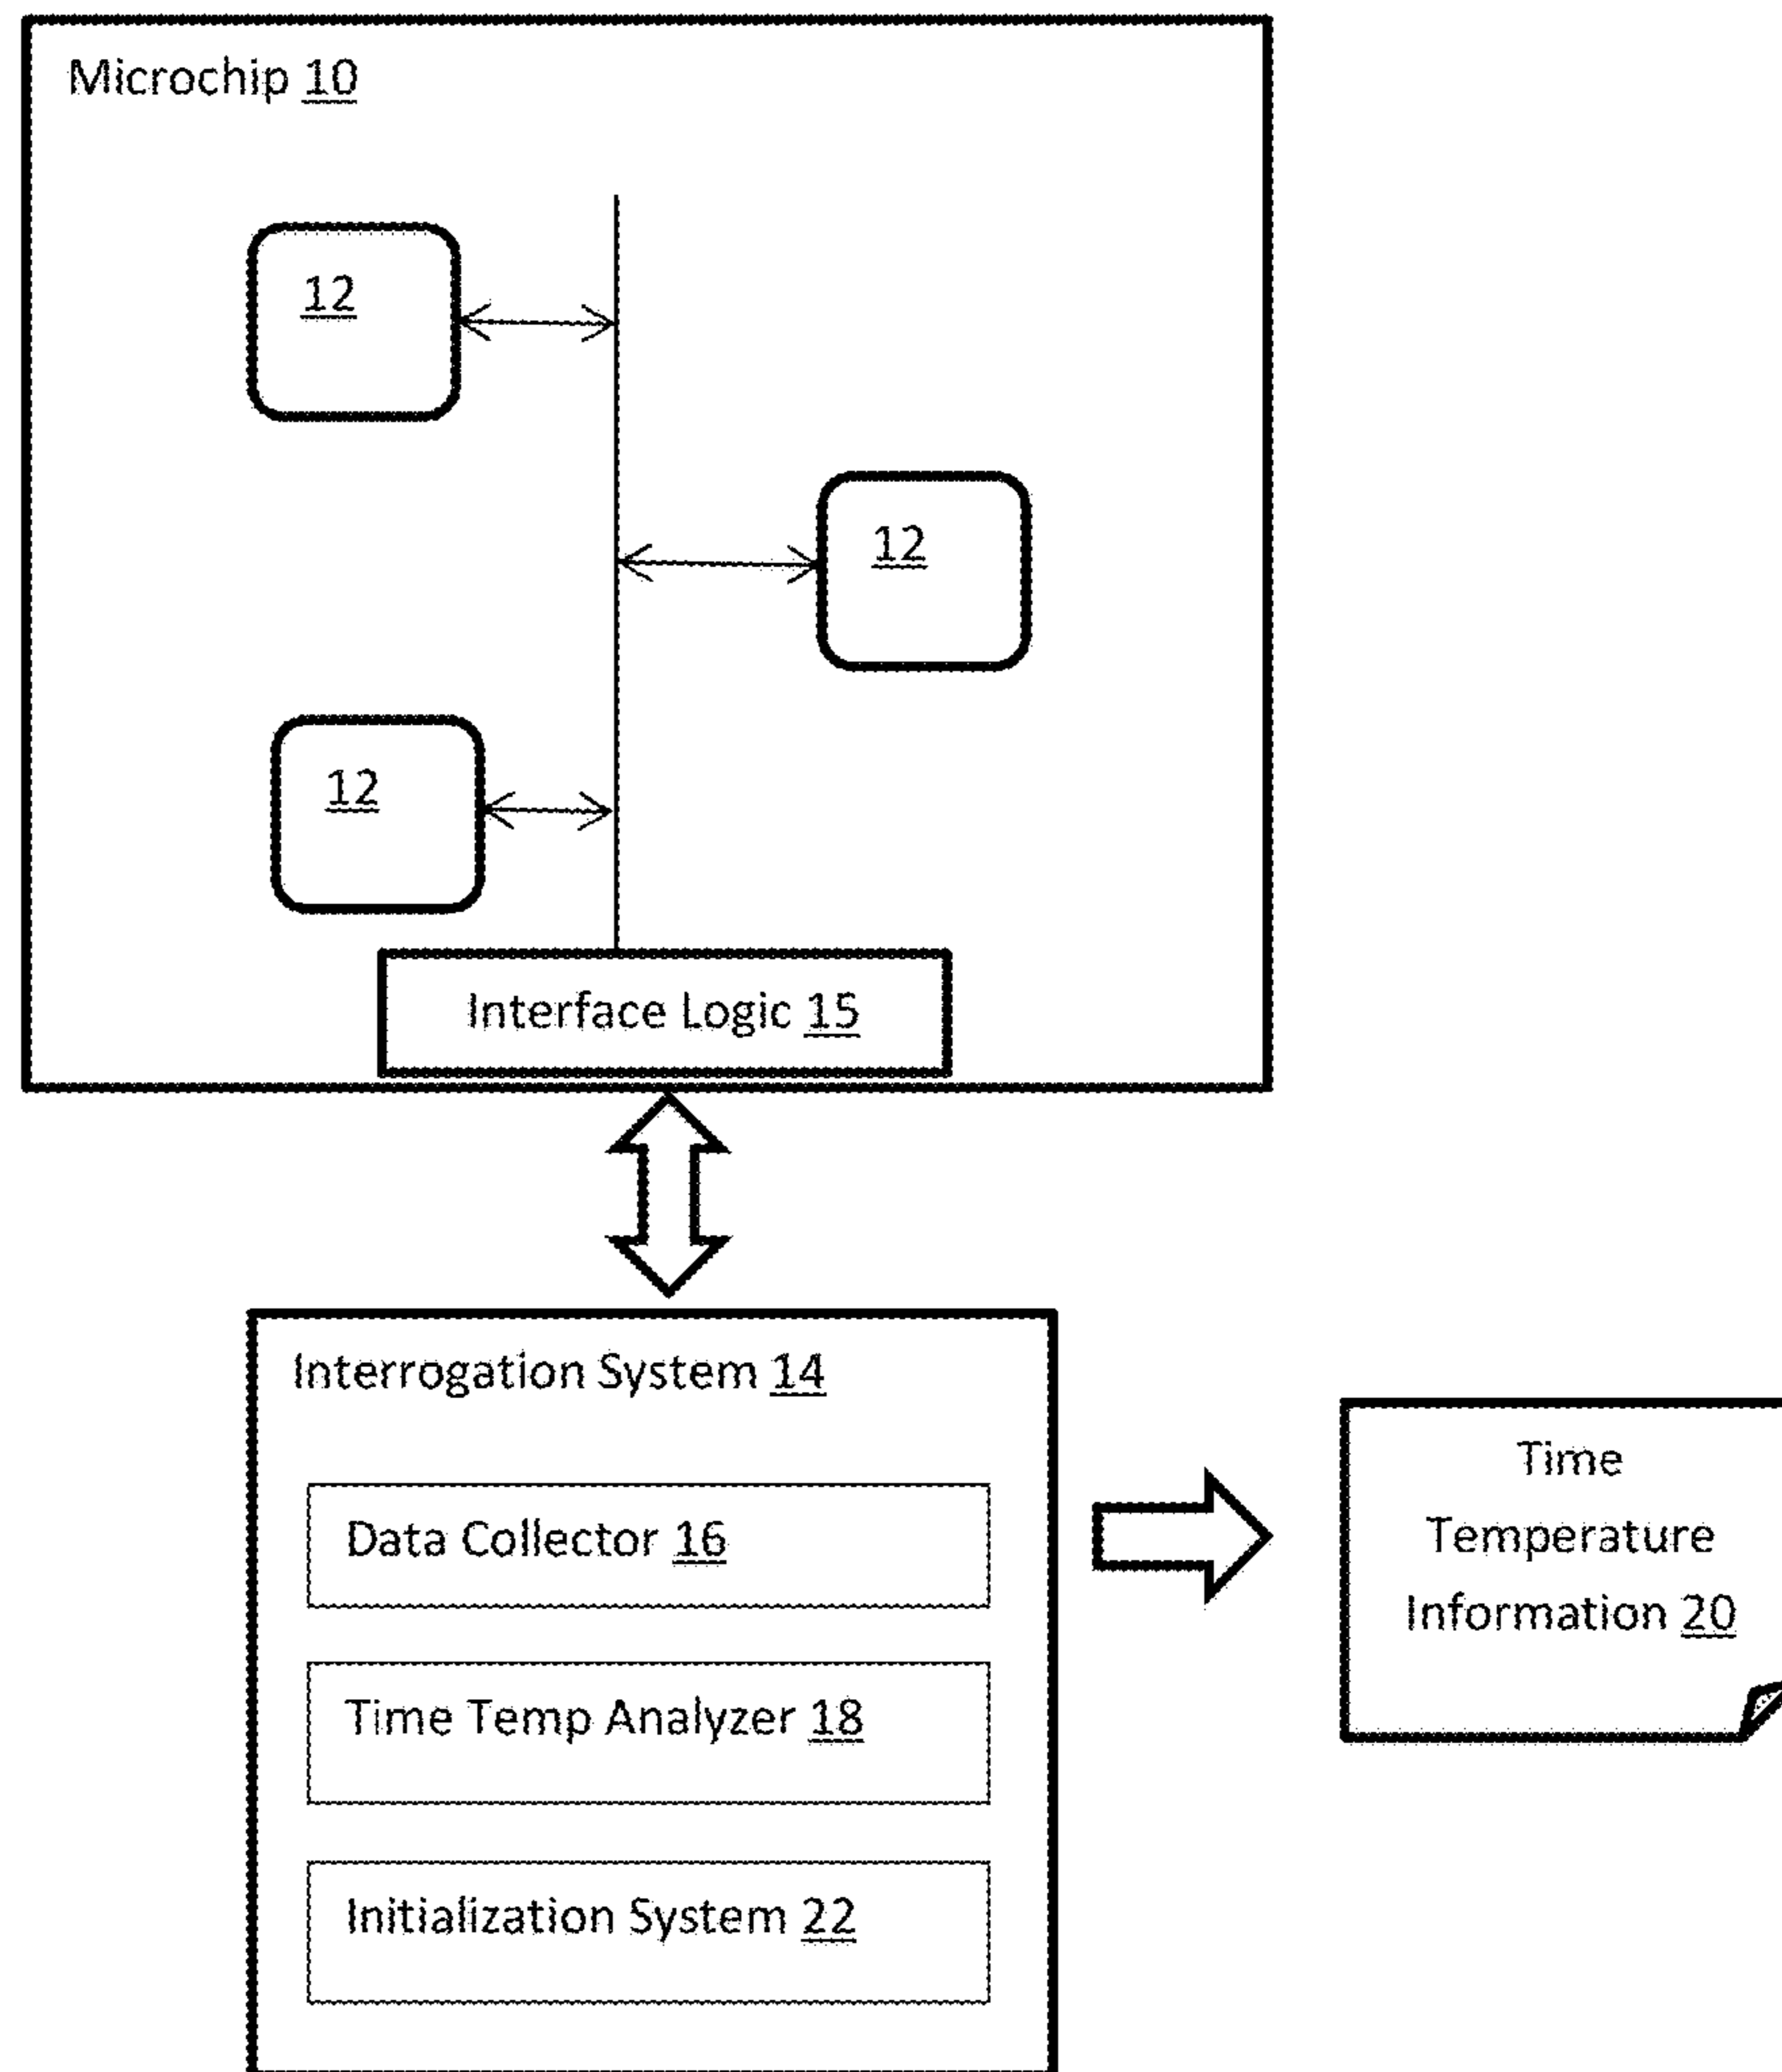 Microchip 10
12
12
12
Interface Logic 15
Interrogation System 14
Data Collector 16
Time Temp Analyzer 18
Initialization System 22
Time
Temperature
Information 20